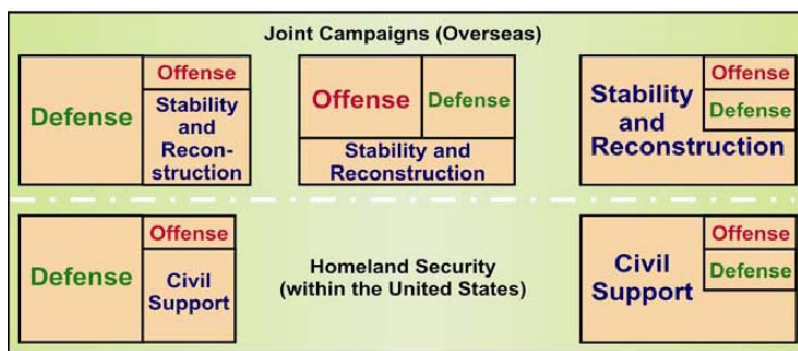 Joint Campaigns (Overseas)
Defense
Offense
Stability
and
Recon-
struction
Offense
Defense
Stability and
Reconstruction
Stability
and
Reconstruction
Offense
Defense
Defense
Offense
Civil
Support
Homeland Security
(within the United States)
Civil
Support
Offense
Defense